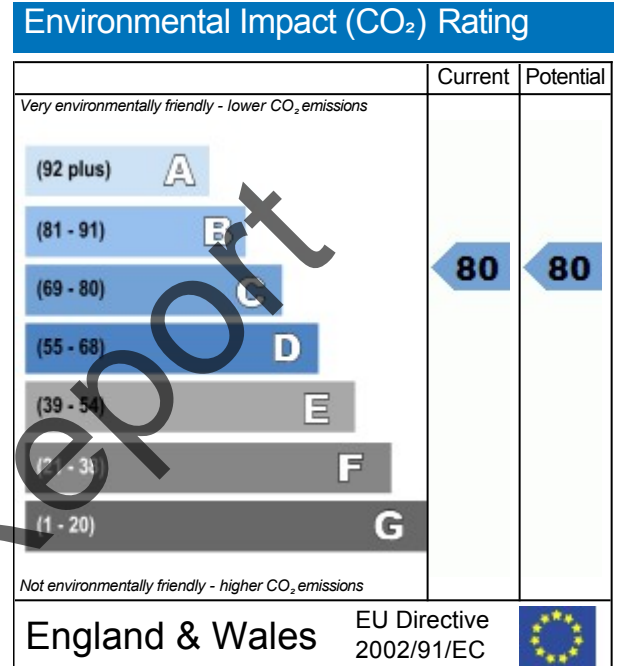 Environmental Impact (CO₂) Rating
Current Potential
Very environmentally friendly - lower CO₂ emissions
(92 plus) A
(81 - 91) B
(69 - 80) C
80 80
(55 - 68) D
(39 - 54) E
(21 - 38) F
(1 - 20) G
Not environmentally friendly - higher CO₂ emissions
England & Wales
EU Directive
2002/91/EC